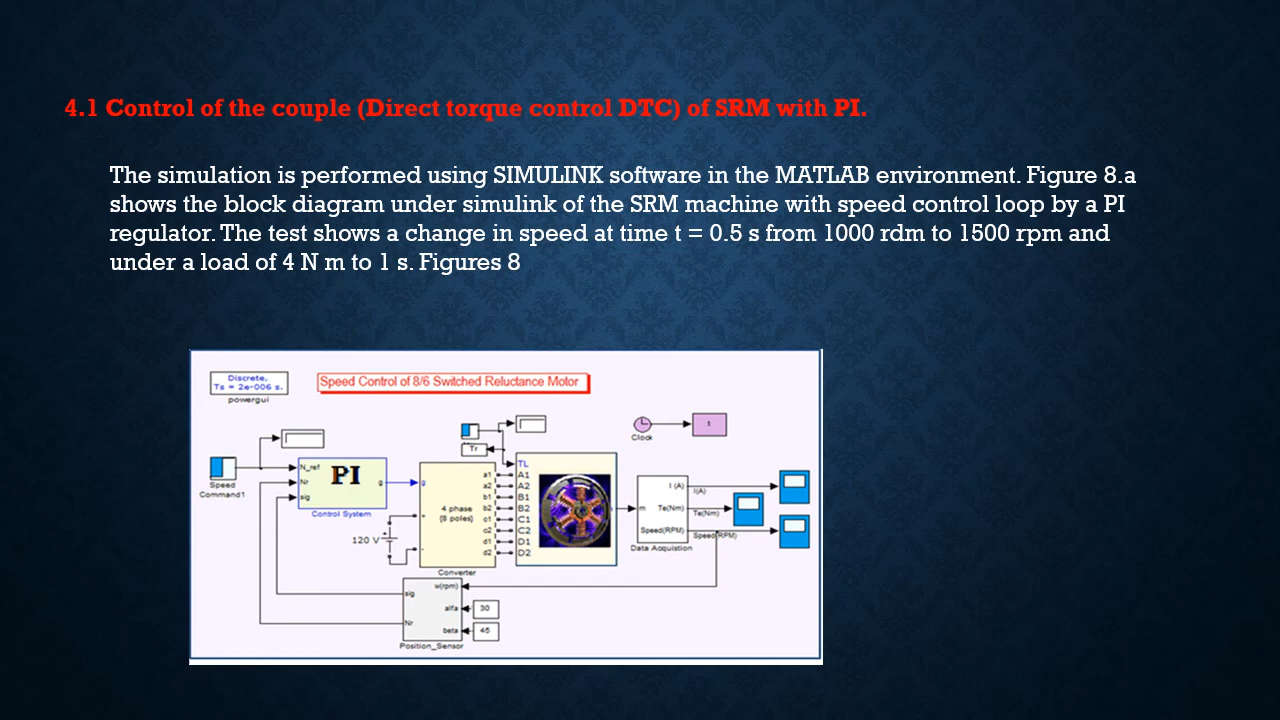 4.1 Control of the couple (Direct torque control DTC) of SRM with PI.
The simulation is performed using SIMULINK software in the MATLAB environment. Figure 8.a
shows the block diagram under simulink of the SRM machine with speed control loop by a PI
regulator. The test shows a change in speed at time t = 0.5 s from 1000 rdm to 1500 rpm and
under a load of 4 N m to 1 s. Figures 8
Discrete,
Ts = 2e-006 s.
powergui
Speed Control of 8/6 Switched Reluctance Motor
Clock
t
Tr
Speed
Command1
N_ref
Nr
sig
PI
g
Control System
g
+
-
4 phase
(8 poles)
a1
a2
b1
b2
c1
c2
d1
d2
Converter
120 V
TL
A1
A2
B1
B2
C1
C2
D1
D2
m
I (A)
Te(Nm)
Speed(RPM)
Data Acquistion
I(A)
Te(Nm)
Speed(RPM)
sig
Nr
w(rpm)
alfa
beta
30
45
Position_Sensor